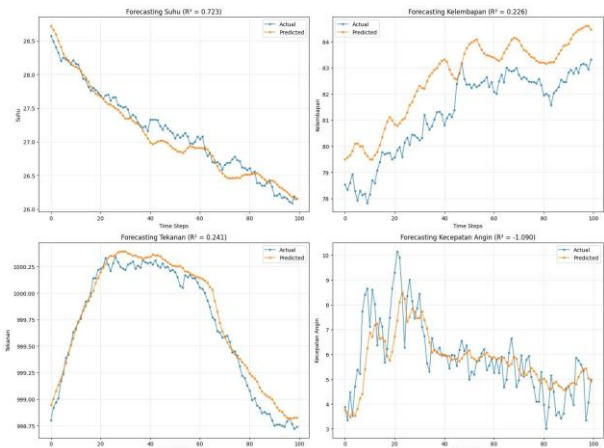 Forecasting Suhu (R² = 0.723)
Actual
Predicted
Suhu
28.5
28.0
27.5
27.0
26.5
26.0
0 20 40 60 80 100
Time Steps
Forecasting Kelembapan (R² = 0.226)
Actual
Predicted
Kelembapan
84
83
82
81
80
79
78
0 20 40 60 80 100
Time Steps
Forecasting Tekanan (R² = 0.241)
Actual
Predicted
Tekanan
1000.25
1000.00
999.75
999.50
999.25
999.00
998.75
0 20 40 60 80 100
Forecasting Kecepatan Angin (R² = -1.090)
Actual
Predicted
Kecepatan Angin
10
9
8
7
6
5
4
3
0 20 40 60 80 100